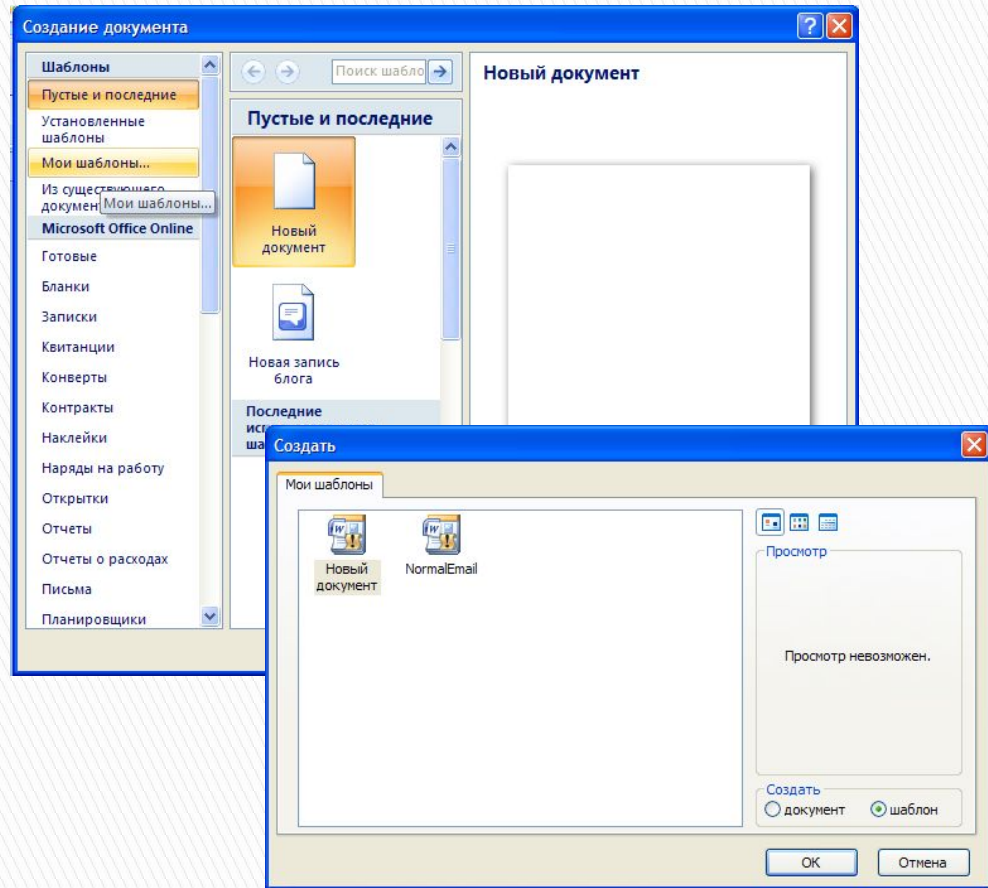 Создание документа
Шаблоны
Пустые и последние
Установленные
шаблоны
Мои шаблоны...
Из существующего
Мои шаблоны...
Microsoft Office Online
Готовые
Бланки
Записки
Квитанции
Конверты
Контракты
Наклейки
Наряды на работу
Открытки
Отчеты
Отчеты о расходах
Письма
Планировщики
Поиск шабло
Пустые и последние
Новый
документ
Новая запись
блога
Последние
Новый документ
Создать
Мои шаблоны
Новый
документ
NormalEmail
Просмотр
Просмотр невозможен.
Создать
документ
шаблон
ОК
Отмена